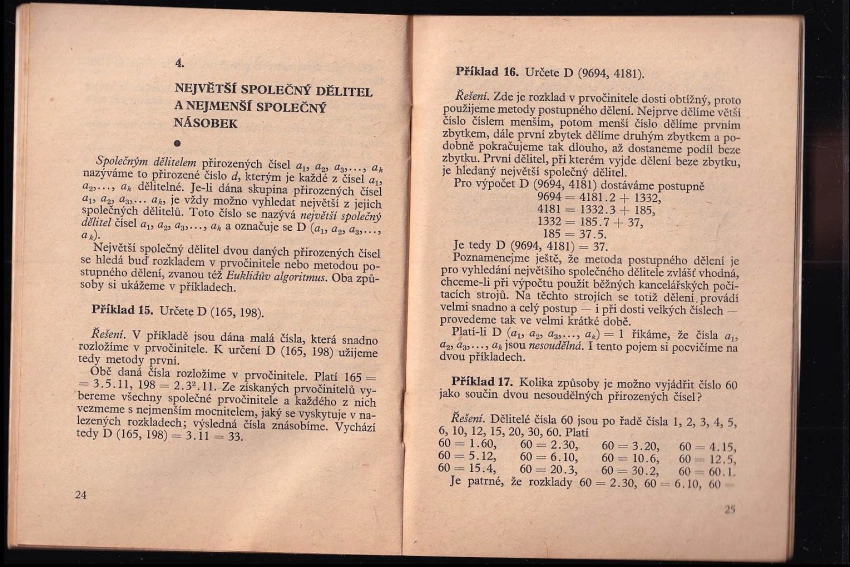 4.
NEJVĚTŠÍ SPOLEČNÝ DĚLITEL
A NEJMENŠÍ SPOLEČNÝ
NÁSOBEK
●
Společným dělitelem přirozených čísel a₁, a₂, a₃,..., aₖ
nazýváme to přirozené číslo d, kterým je každé z čísel a₁,
a₂,..., aₖ dělitelné. Je-li dána skupina přirozených čísel
a₁, a₂, a₃,... aₖ, je vždy možno vyhledat největší z jejich
společných dělitelů. Toto číslo se nazývá největší společný
dělitel čísel a₁, a₂, a₃,..., aₖ a označuje se D (a₁, a₂, a₃,...,
aₖ).
Největší společný dělitel dvou daných přirozených čísel
se hledá buď rozkladem v prvočinitele nebo metodou po-
stupného dělení, zvanou též Euklidův algoritmus. Oba způ-
soby si ukážeme v příkladech.
Příklad 15. Určete D (165, 198).
Řešení. V příkladě jsou dána malá čísla, která snadno
rozložíme v prvočinitele. K určení D (165, 198) užijeme
tedy metody první.
Obě daná čísla rozložíme v prvočinitele. Platí 165 =
= 3.5.11, 198 = 2.3².11. Ze získaných prvočinitelů vy-
bereme všechny společné prvočinitele a každého z nich
vezmeme s nejmenším mocnitelem, jaký se vyskytuje v na-
lezených rozkladech; výsledná čísla znásobíme. Vychází
tedy D (165, 198) = 3.11 = 33.
24
Příklad 16. Určete D (9694, 4181).
Řešení. Zde je rozklad v prvočinitele dosti obtížný, proto
použijeme metody postupného dělení. Nejprve dělíme větší
číslo číslem menším, potom menší číslo dělíme prvním
zbytkem, dále první zbytek dělíme druhým zbytkem a po-
dobně pokračujeme tak dlouho, až dostaneme podíl beze
zbytku. První dělitel, při kterém vyjde dělení beze zbytku,
je hledaný největší společný dělitel.
Pro výpočet D (9694, 4181) dostáváme postupně
9694 = 4181.2 + 1332,
4181 = 1332.3 + 185,
1332 = 185.7 + 37,
185 = 37.5.
Je tedy D (9694, 4181) = 37.
Poznamenejme ještě, že metoda postupného dělení je
pro vyhledání největšího společného dělitele zvlášť vhodná,
chceme-li při výpočtu použít běžných kancelářských počí-
tacích strojů. Na těchto strojích se totiž dělení provádí
velmi snadno a celý postup — i při dosti velkých číslech —
provedeme tak ve velmi krátké době.
Platí-li D (a₁, a₂, a₃,..., aₖ) = 1 říkáme, že čísla a₁,
a₂, a₃,..., aₖ jsou nesoudělná. I tento pojem si pocvičíme na
dvou příkladech.
Příklad 17. Kolika způsoby je možno vyjádřit číslo 60
jako součin dvou nesoudělných přirozených čísel?
Řešení. Dělitelé čísla 60 jsou po řadě čísla 1, 2, 3, 4, 5,
6, 10, 12, 15, 20, 30, 60. Platí
60 = 1.60, 60 = 2.30, 60 = 3.20, 60 = 4.15,
60 = 5.12, 60 = 6.10, 60 = 10.6, 60 = 12.5,
60 = 15.4, 60 = 20.3, 60 = 30.2, 60 = 60.1.
Je patrné, že rozklady 60 = 2.30, 60 = 6.10, 60 =
25